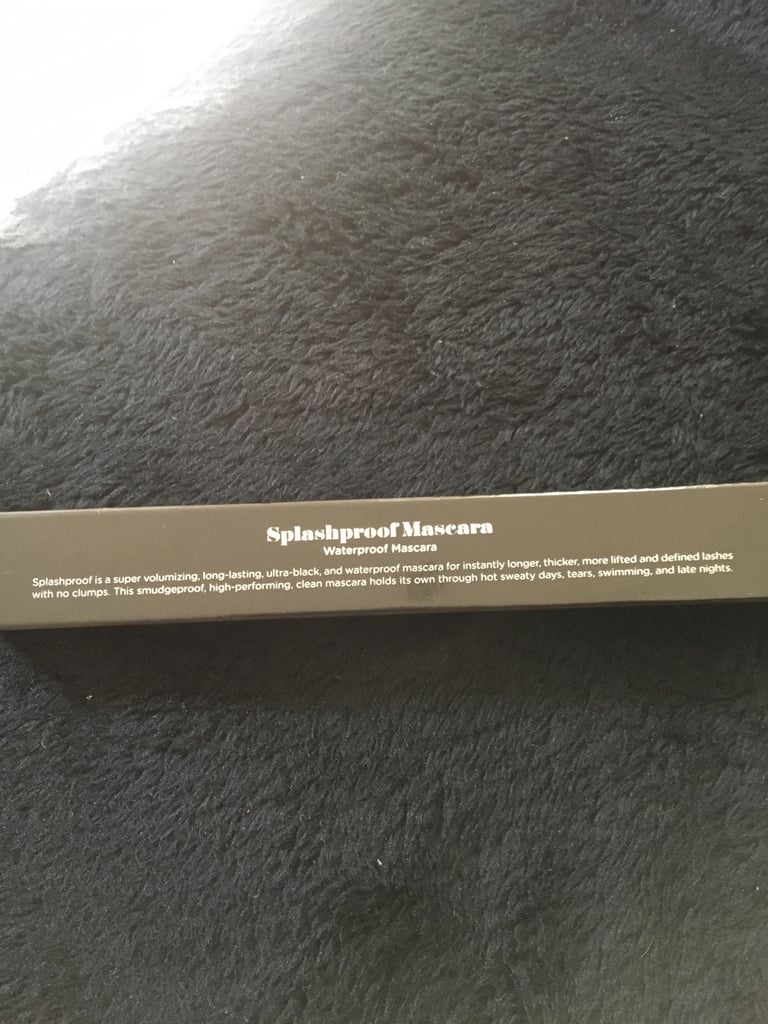 Splashproof Mascara
Waterproof Mascara
Splashproof is a super volumizing, long-lasting, ultra-black, and waterproof mascara for instantly longer, thicker, more lifted and defined lashes
with no clumps. This smudgeproof, high-performing, clean mascara holds its own through hot sweaty days, tears, swimming, and late nights.